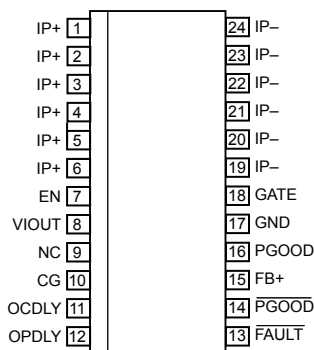 IP+ 1 24 IP–
IP+ 2 23 IP–
IP+ 3 22 IP–
IP+ 4 21 IP–
IP+ 5 20 IP–
IP+ 6 19 IP–
EN 7 18 GATE
VIOUT 8 17 GND
NC 9 16 PGOOD
CG 10 15 FB+
OCDLY 11 14 PGOOD
OPDLY 12 13 FAULT